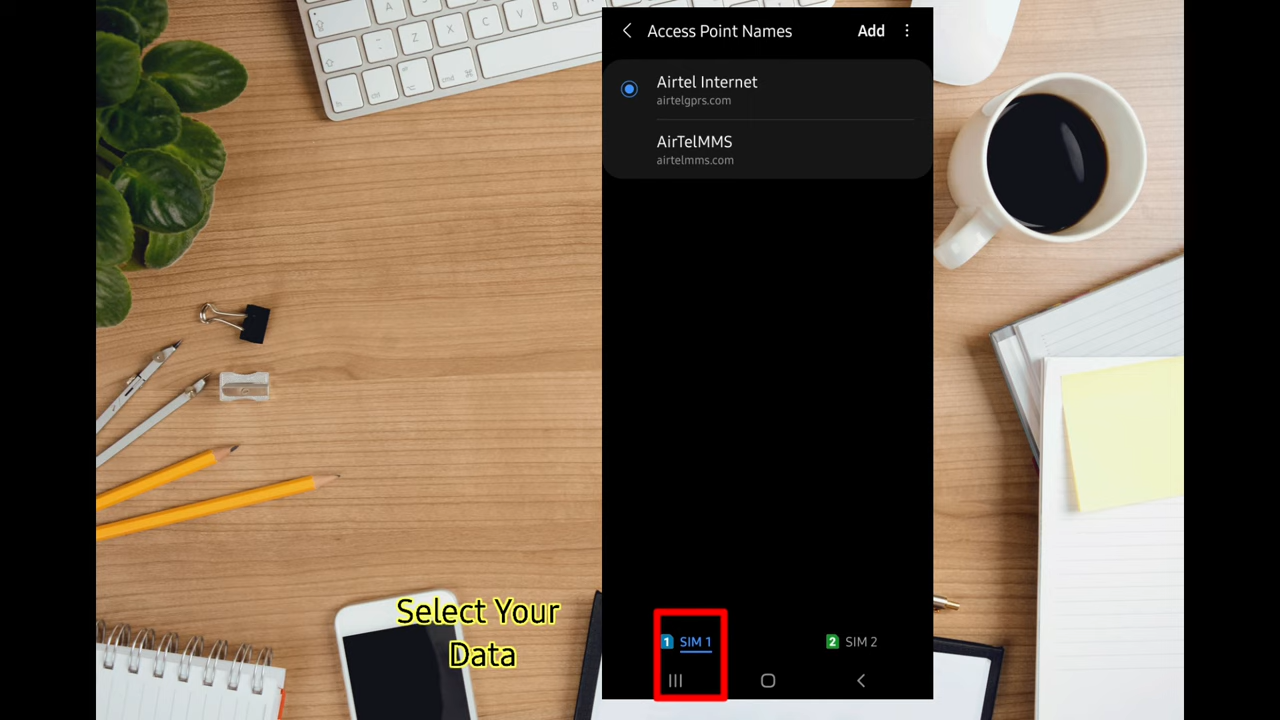 Access Point Names
Add
Airtel Internet
airtelgprs.com
AirTelMMS
airtelmms.com
1 SIM 1
2 SIM 2
Select Your
Data